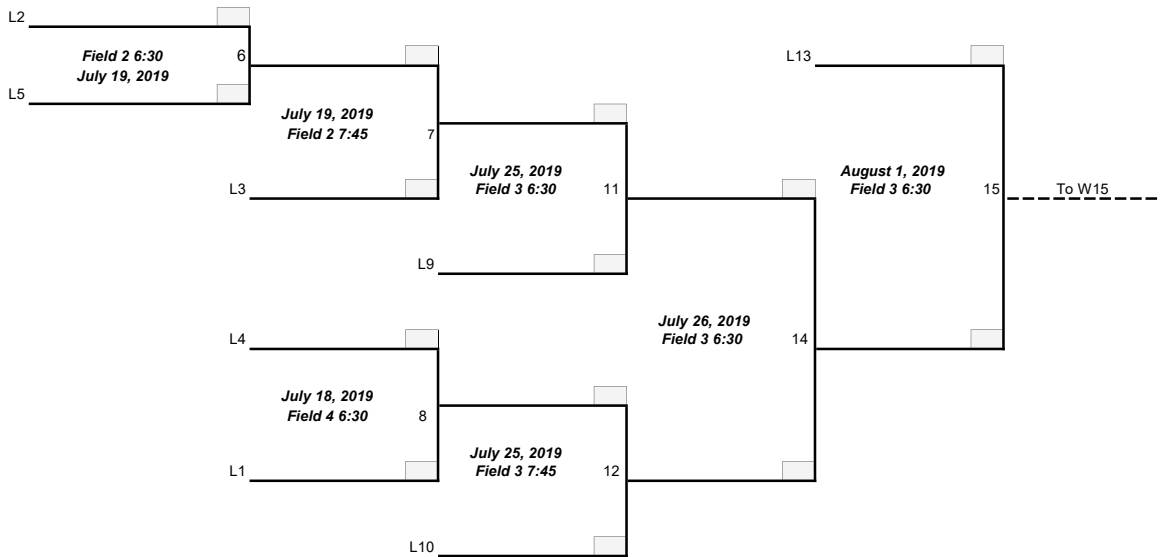 L2
Field 2 6:30
July 19, 2019
6
L5
L13
July 19, 2019
Field 2 7:45
7
L3
July 25, 2019
Field 3 6:30
11
August 1, 2019
Field 3 6:30
15
To W15
L9
L4
July 26, 2019
Field 3 6:30
14
July 18, 2019
Field 4 6:30
8
L1
July 25, 2019
Field 3 7:45
12
L10